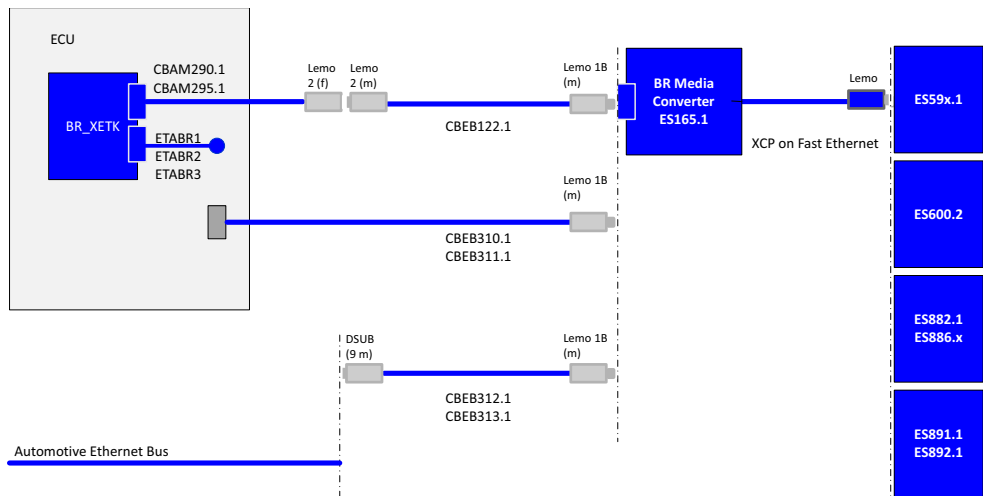 ECU
CBAM290.1
CBAM295.1
BR_XETK
ETABR1
ETABR2
ETABR3
Lemo
2 (f)
Lemo
2 (m)
CBEB122.1
Lemo 1B
(m)
BR Media
Converter
ES165.1
Lemo
XCP on Fast Ethernet
ES59x.1
Lemo 1B
(m)
CBEB310.1
CBEB311.1
ES600.2
DSUB
(9 m)
Lemo 1B
(m)
CBEB312.1
CBEB313.1
ES882.1
ES886.x
Automotive Ethernet Bus
ES891.1
ES892.1